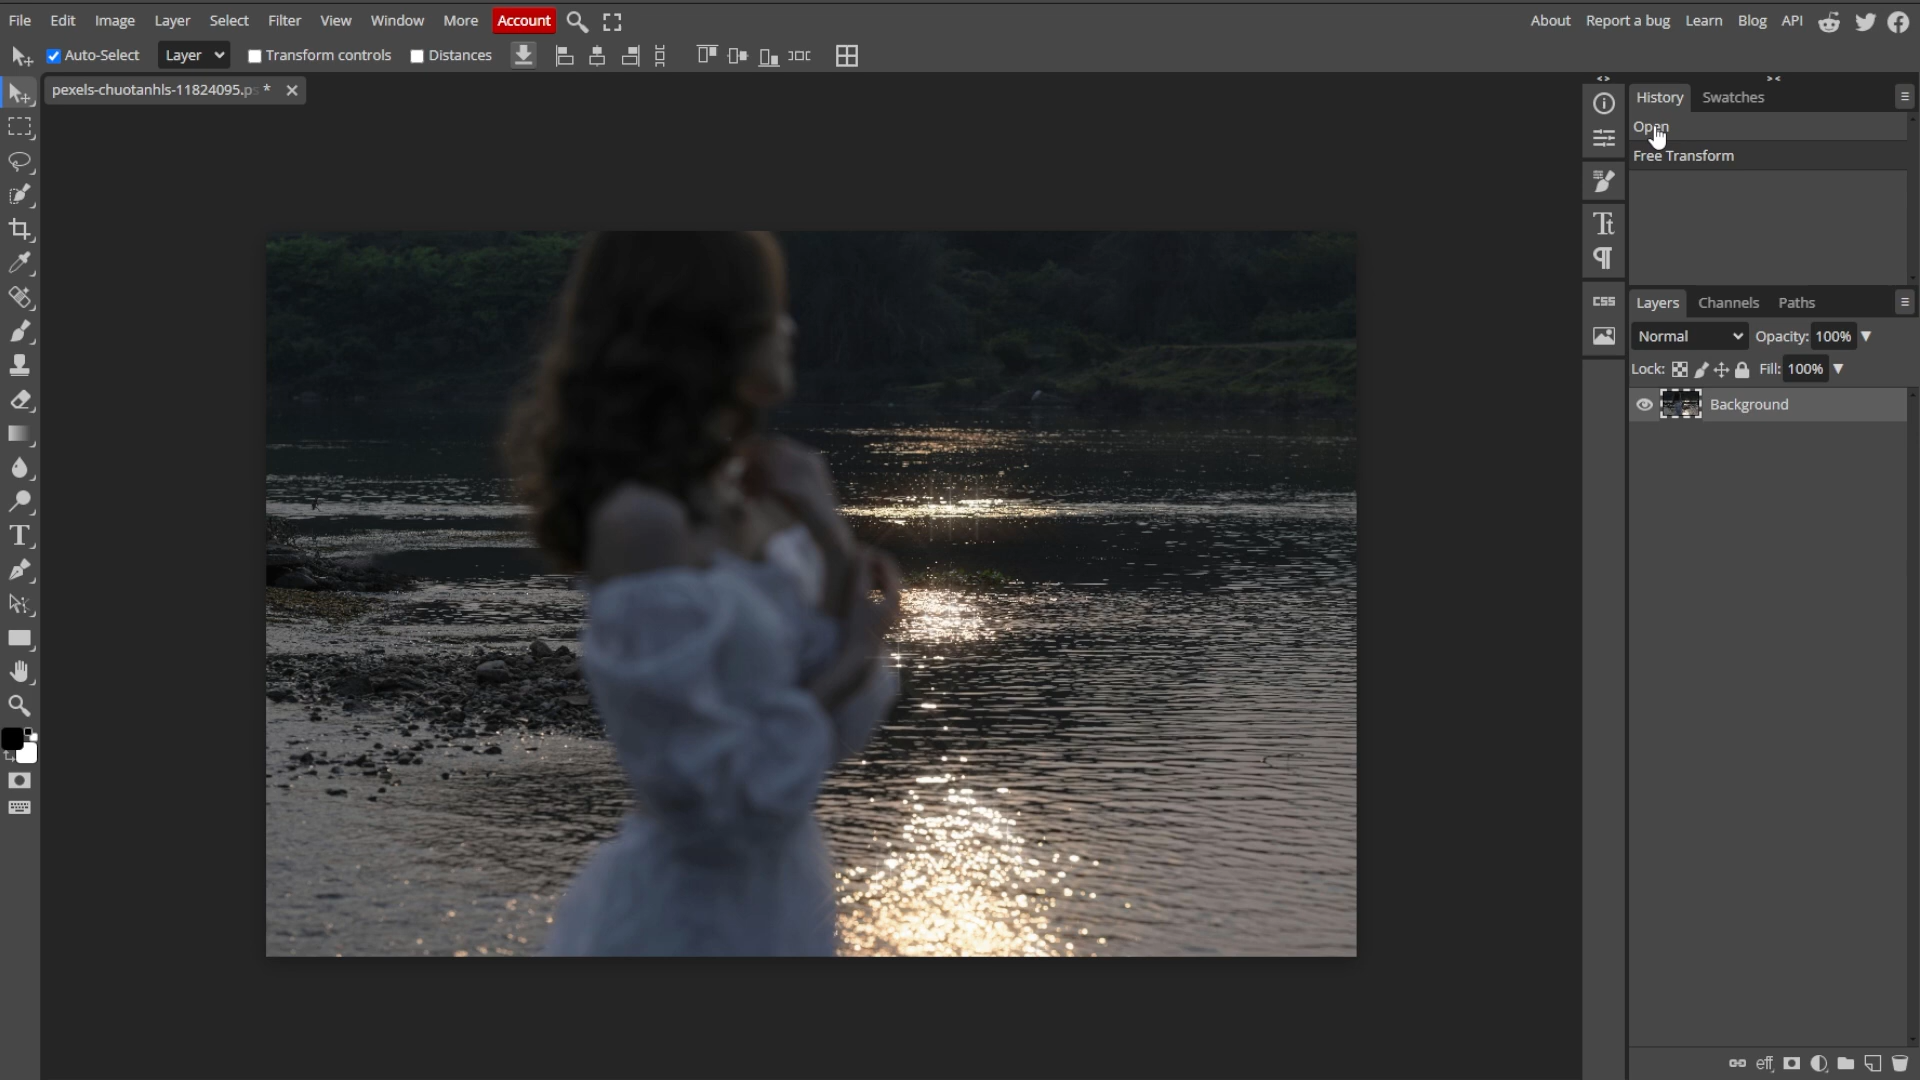 File Edit Image Layer Select Filter View Window More Account About Report a bug Learn Blog API
Auto-Select Layer Transform controls Distances
pexels-chuotanhls-11824095.ps *
History Swatches
Open
Free Transform
Tt
CSS
Layers Channels Paths
Normal Opacity: 100%
Lock: Fill: 100%
Background
T
eff